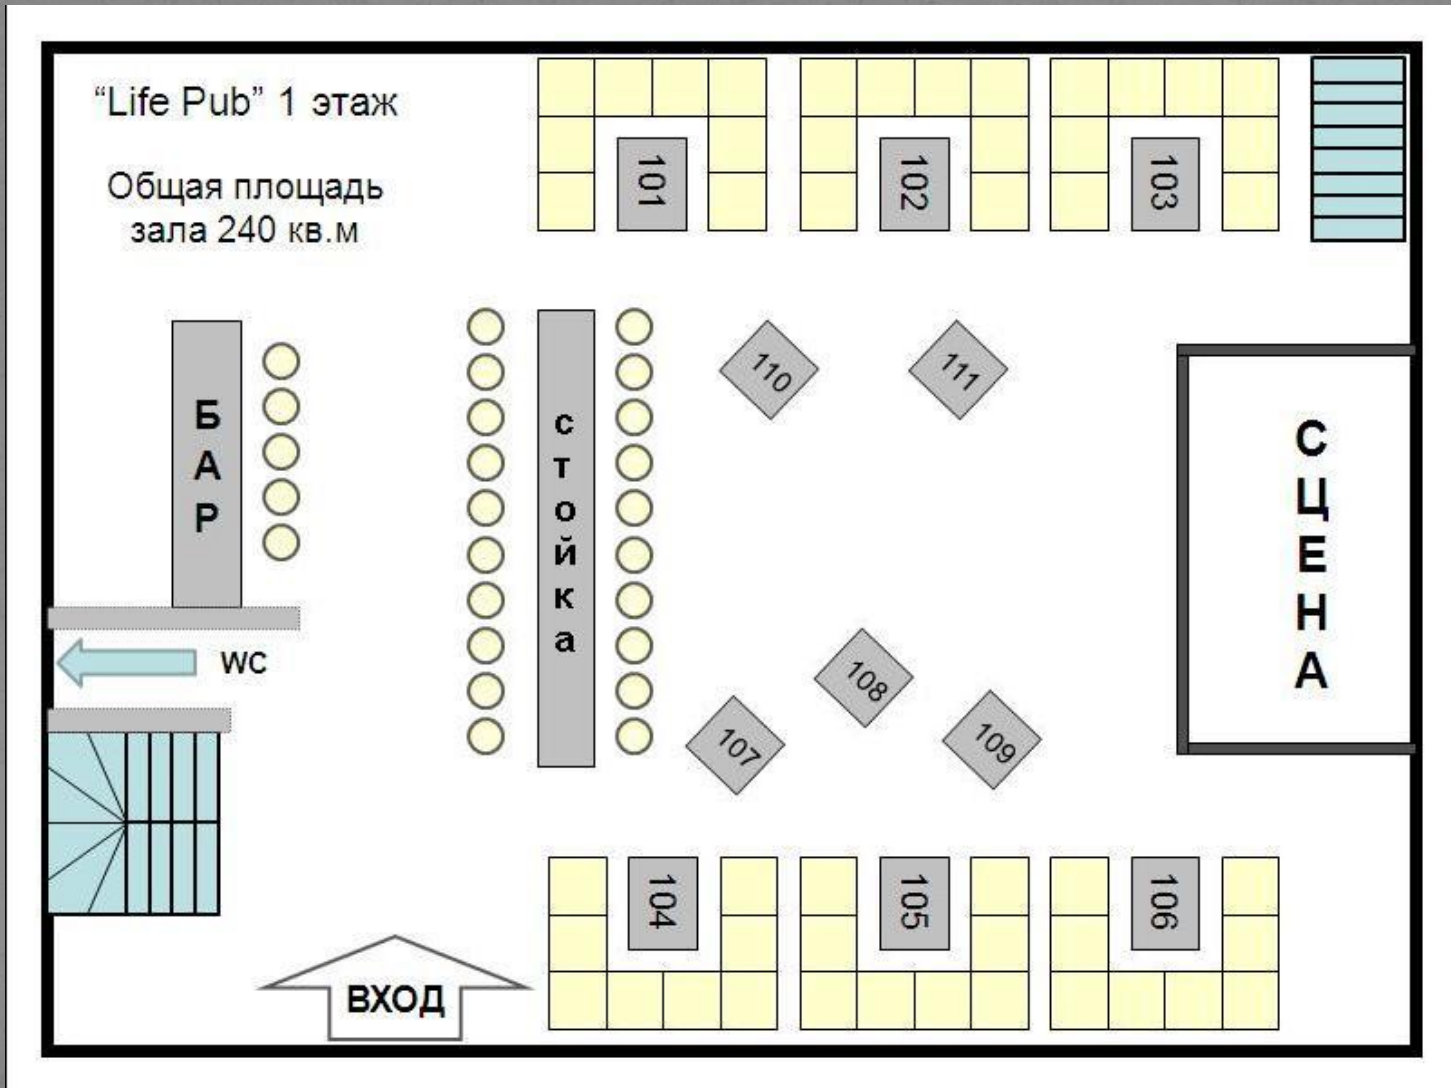 “Life Pub” 1 этаж
Общая площадь
зала 240 кв.м
101
102
103
БАР
стойка
110
111
СЦЕНА
WC
108
107
109
104
105
106
ВХОД